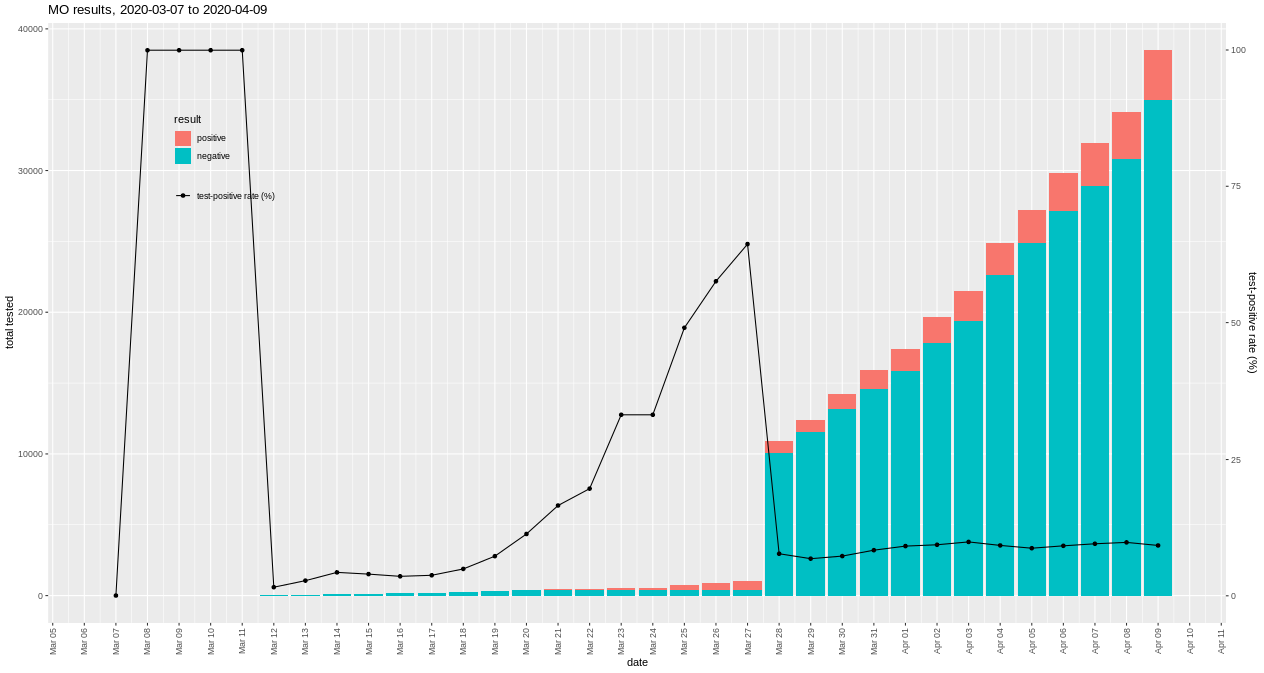 MO results, 2020-03-07 to 2020-04-09
40000
30000
20000
10000
0
total tested
result
positive
negative
test-positive rate (%)
100
75
50
25
0
test-positive rate (%)
Mar 05
Mar 06
Mar 07
Mar 08
Mar 09
Mar 10
Mar 11
Mar 12
Mar 13
Mar 14
Mar 15
Mar 16
Mar 17
Mar 18
Mar 19
Mar 20
Mar 21
Mar 22
Mar 23
Mar 24
Mar 25
Mar 26
Mar 27
Mar 28
Mar 29
Mar 30
Mar 31
Apr 01
Apr 02
Apr 03
Apr 04
Apr 05
Apr 06
Apr 07
Apr 08
Apr 09
Apr 10
Apr 11
date